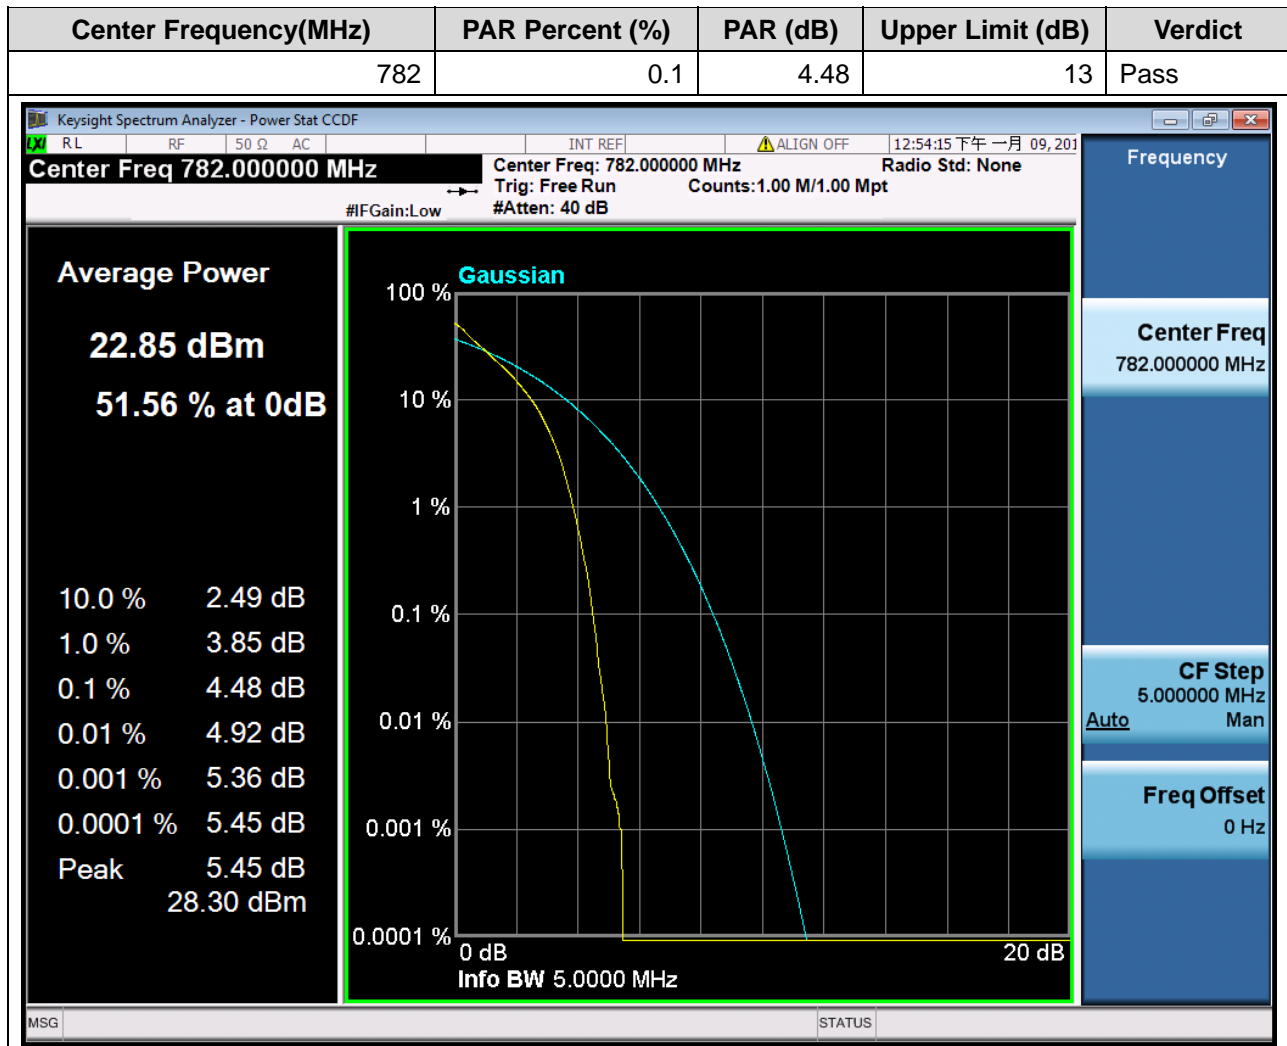 Center Frequency(MHz) PAR Percent (%) PAR (dB) Upper Limit (dB) Verdict
782 0.1 4.48 13 Pass
Keysight Spectrum Analyzer - Power Stat CCDF
LXI RL RF 50 Ω AC INT REF ALIGN OFF 12:54:15 下午 一月 09, 201
Center Freq 782.000000 MHz
Center Freq: 782.000000 MHz Radio Std: None
Trig: Free Run Counts:1.00 M/1.00 Mpt
#IFGain:Low #Atten: 40 dB
Average Power
22.85 dBm
51.56 % at 0dB
10.0 % 2.49 dB
1.0 % 3.85 dB
0.1 % 4.48 dB
0.01 % 4.92 dB
0.001 % 5.36 dB
0.0001 % 5.45 dB
Peak 5.45 dB
28.30 dBm
Gaussian
100 %
10 %
1 %
0.1 %
0.01 %
0.001 %
0.0001 %
0 dB 20 dB
Info BW 5.0000 MHz
Frequency
Center Freq
782.000000 MHz
CF Step
5.000000 MHz
Auto Man
Freq Offset
0 Hz
MSG STATUS